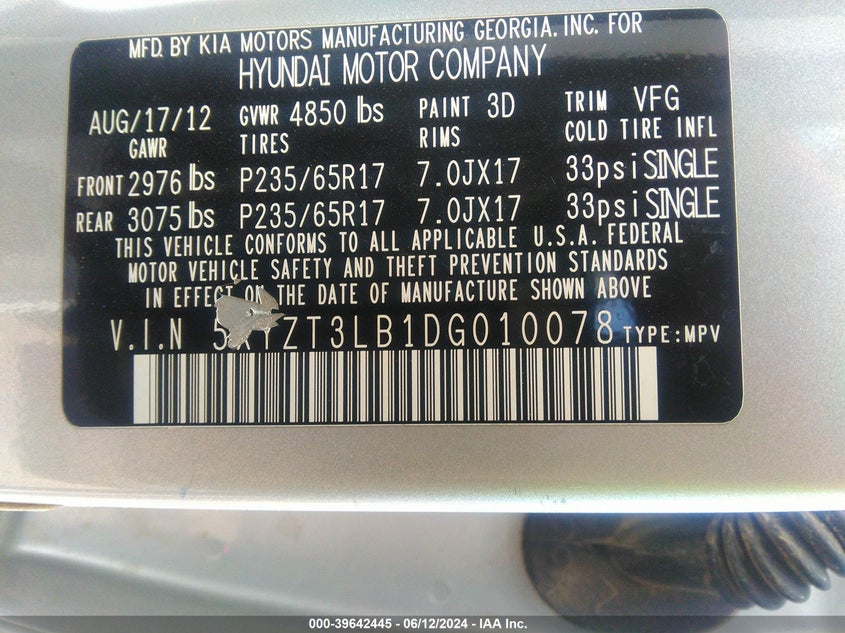 MFD. BY KIA MOTORS MANUFACTURING GEORGIA, INC. FOR
HYUNDAI MOTOR COMPANY
AUG/17/12 GVWR 4850 lbs PAINT 3D TRIM VFG
GAWR TIRES RIMS COLD TIRE INFL
FRONT 2976 lbs P235/65R17 7.0JX17 33psi SINGLE
REAR 3075 lbs P235/65R17 7.0JX17 33psi SINGLE
THIS VEHICLE CONFORMS TO ALL APPLICABLE U.S.A. FEDERAL
MOTOR VEHICLE SAFETY AND THEFT PREVENTION STANDARDS
IN EFFECT ON THE DATE OF MANUFACTURE SHOWN ABOVE
V.I.N 5XYZT3LB1DG010078 TYPE:MPV
000-39642445 - 06/12/2024 - IAA Inc.